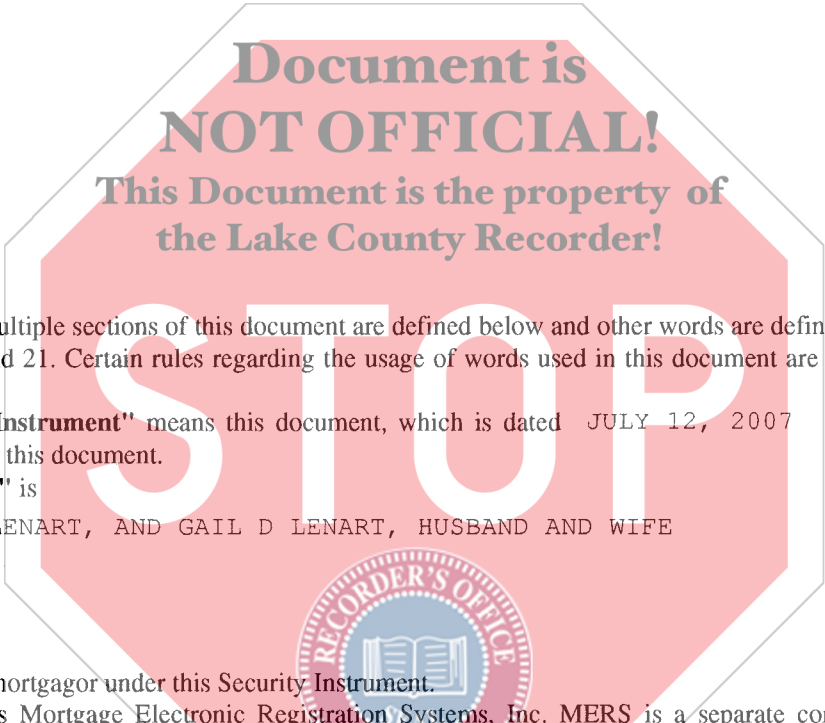 Document is
NOT OFFICIAL!
This Document is the property of
the Lake County Recorder!
STOP
ultiple sections of this document are defined below and other words are defin
d 21. Certain rules regarding the usage of words used in this document are
Instrument" means this document, which is dated JULY 12, 2007
this document.
" is
LENART, AND GAIL D LENART, HUSBAND AND WIFE
RECORDER'S OFFICE
mortgagor under this Security Instrument.
s Mortgage Electronic Registration Systems, Inc. MERS is a separate co